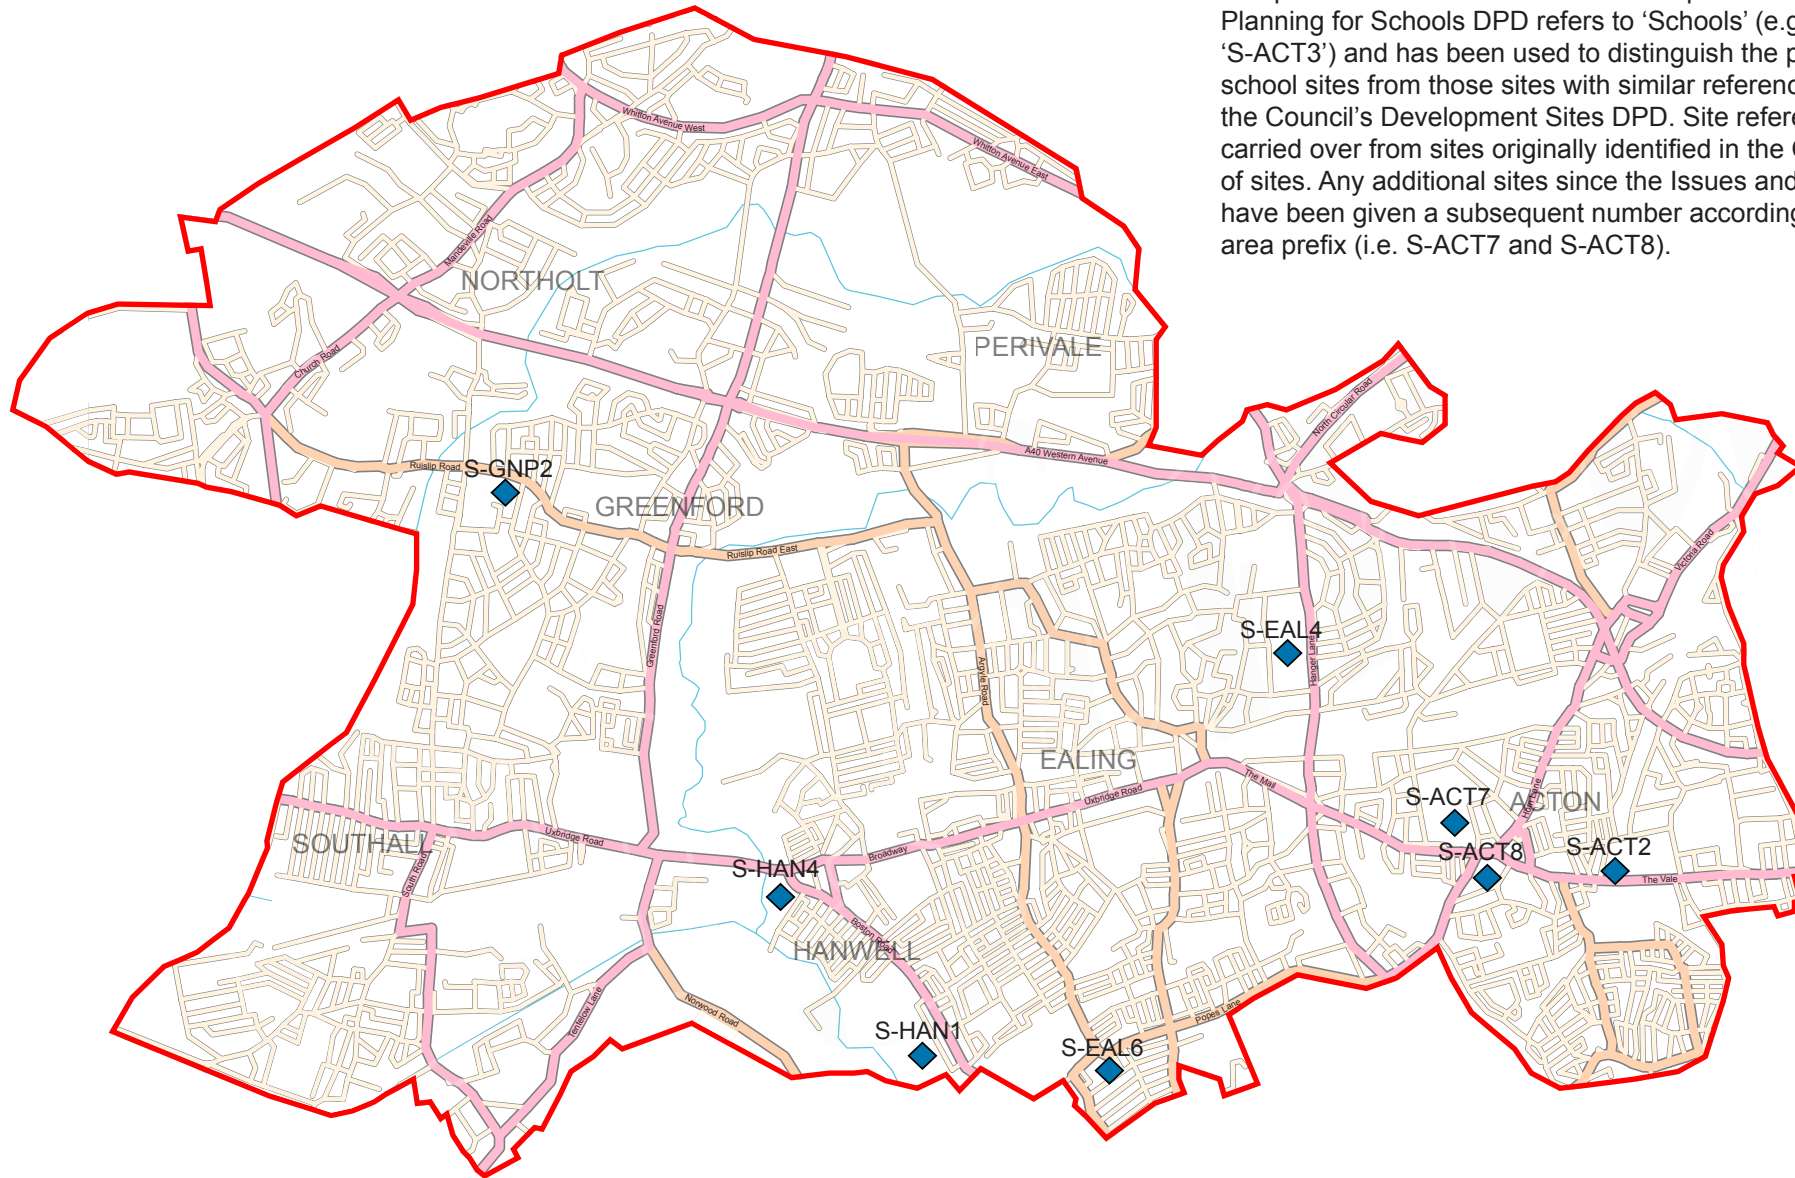 Planning for Schools DPD refers to ‘Schools’ (e.g
‘S-ACT3’) and has been used to distinguish the p
school sites from those sites with similar referenc
the Council’s Development Sites DPD. Site refere
carried over from sites originally identified in the
of sites. Any additional sites since the Issues and
have been given a subsequent number according
area prefix (i.e. S-ACT7 and S-ACT8).
Whitton Avenue West
Whitton Avenue East
Mandeville Road
NORTHOLT
PERIVALE
Church Road
North Circular Road
A40 Western Avenue
Ruislip Road
S-GNP2
GREENFORD
Victoria Road
Ruislip Road East
Greenford Road
S-EAL4
Hanger Lane
Argyle Road
EALING
The Mall
Uxbridge Road
S-ACT7
ACTON
Horn Lane
SOUTHALL
Uxbridge Road
South Road
Broadway
S-HAN4
S-ACT8
S-ACT2
The Vale
Boston Road
HANWELL
Tentelow Lane
Norwood Road
Popes Lane
S-HAN1
S-EAL6